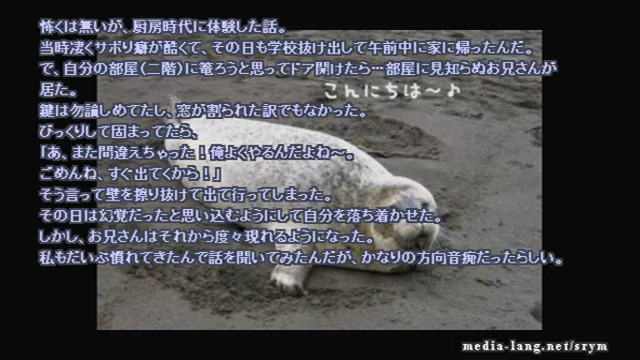 怖くは無いが、厨房時代に体験した話。
当時凄くサボり癖が酷くて、その日も学校抜け出して午前中に家に帰ったんだ。
で、自分の部屋(二階)に篭ろうと思ってドア開けたら…部屋に見知らぬお兄さんが
居た。
こんにちは～♪
鍵は勿論しめてたし、窓が割られた訳でもなかった。
びっくりして固まってたら、
「あ、また間違えちゃった！俺よくやるんだよね～。
ごめんね、すぐ出てくから！」
そう言って壁を擦り抜けて出て行ってしまった。
その日は幻覚だったと思い込むようにして自分を落ち着かせた。
しかし、お兄さんはそれから度々現れるようになった。
私もだいぶ慣れてきたんで話を聞いてみたんだが、かなりの方向音痴だったらしい。
media-lang.net/srym